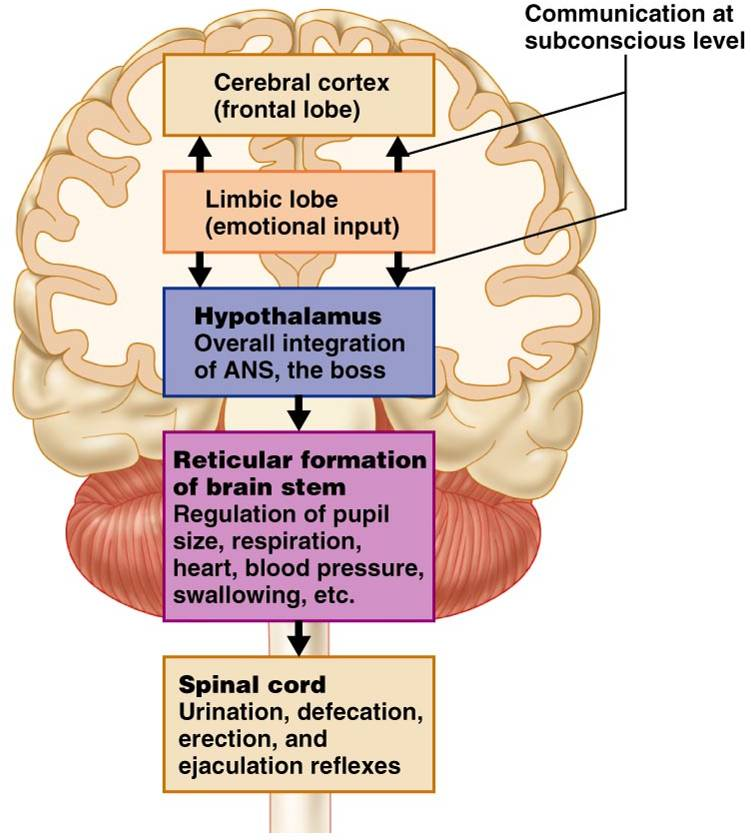 Communication at
subconscious level
Cerebral cortex
(frontal lobe)
Limbic lobe
(emotional input)
Hypothalamus
Overall integration
of ANS, the boss
Reticular formation
of brain stem
Regulation of pupil
size, respiration,
heart, blood pressure,
swallowing, etc.
Spinal cord
Urination, defecation,
erection, and
ejaculation reflexes